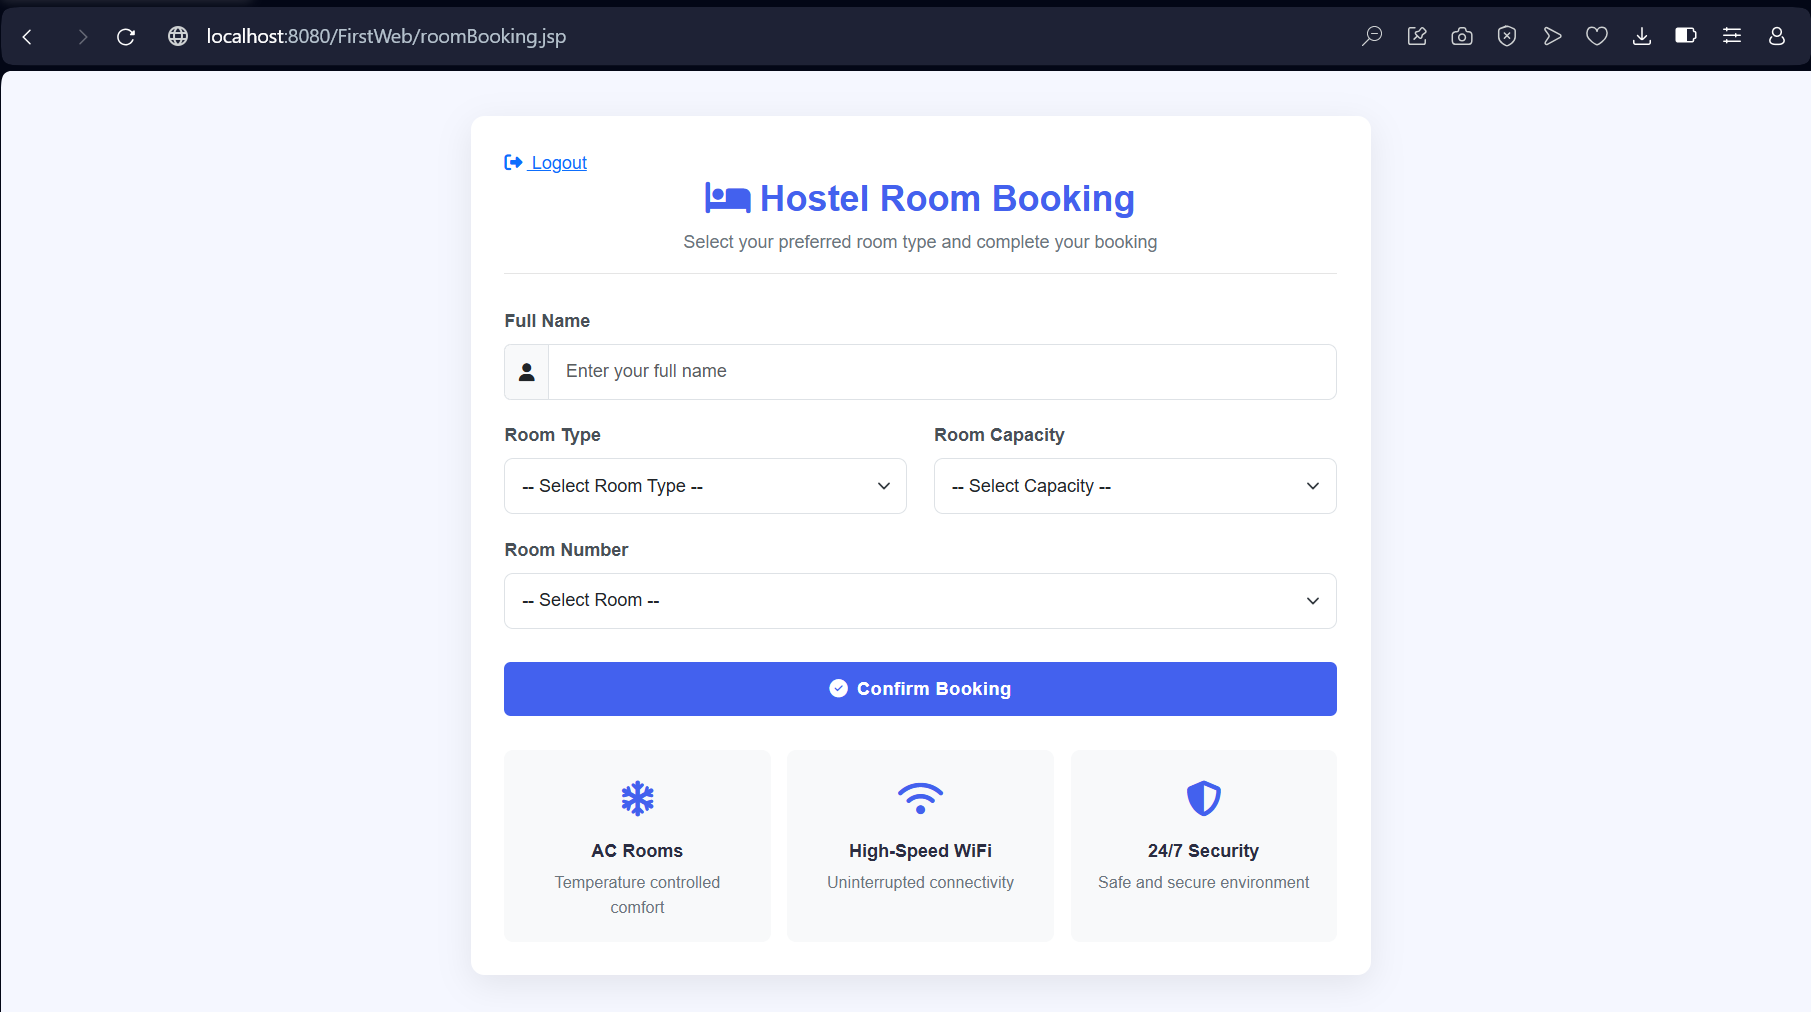 localhost:8080/FirstWeb/roomBooking.jsp
Logout
Hostel Room Booking
Select your preferred room type and complete your booking
Full Name
Enter your full name
Room Type
Room Capacity
-- Select Room Type --
-- Select Capacity --
Room Number
-- Select Room --
Confirm Booking
AC Rooms
Temperature controlled
comfort
High-Speed WiFi
Uninterrupted connectivity
24/7 Security
Safe and secure environment